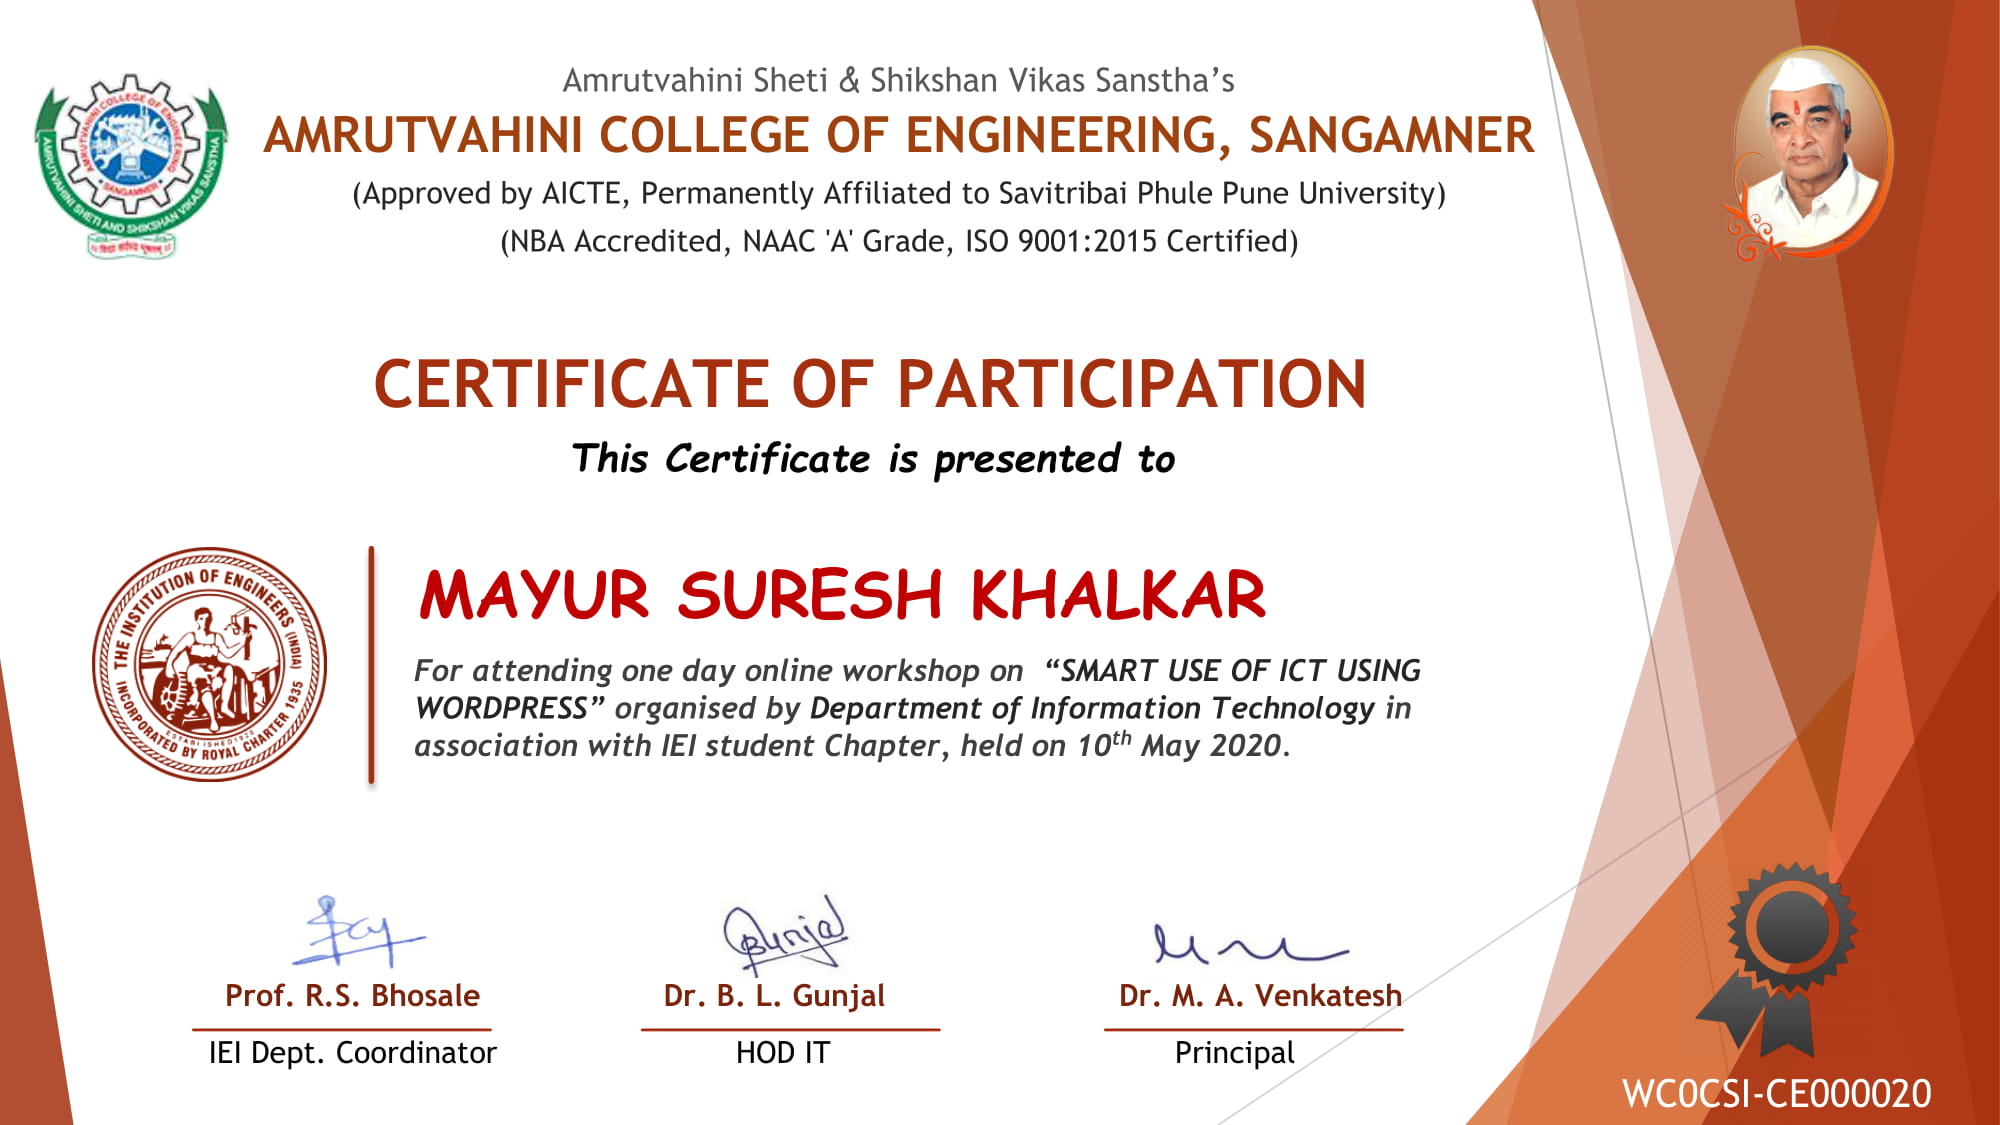 Amrutvahini Sheti & Shikshan Vikas Sanstha’s
AMRUTVAHINI COLLEGE OF ENGINEERING, SANGAMNER
(Approved by AICTE, Permanently Affiliated to Savitribai Phule Pune University)
(NBA Accredited, NAAC 'A' Grade, ISO 9001:2015 Certified)
AMRUTVAHINI COLLEGE OF ENGINEERING
SANGAMNER
AMRUTVAHINI SHETI AND SHIKSHAN VIKAS SANSTHA
CERTIFICATE OF PARTICIPATION
This Certificate is presented to
THE INSTITUTION OF ENGINEERS (INDIA)
INCORPORATED BY ROYAL CHARTER 1935
ESTABLISHED 1920
MAYUR SURESH KHALKAR
For attending one day online workshop on “SMART USE OF ICT USING
WORDPRESS” organised by Department of Information Technology in
association with IEI student Chapter, held on 10th May 2020.
BLGunjal
Prof. R.S. Bhosale
Dr. B. L. Gunjal
Dr. M. A. Venkatesh
IEI Dept. Coordinator
HOD IT
Principal
WC0CSI-CE000020